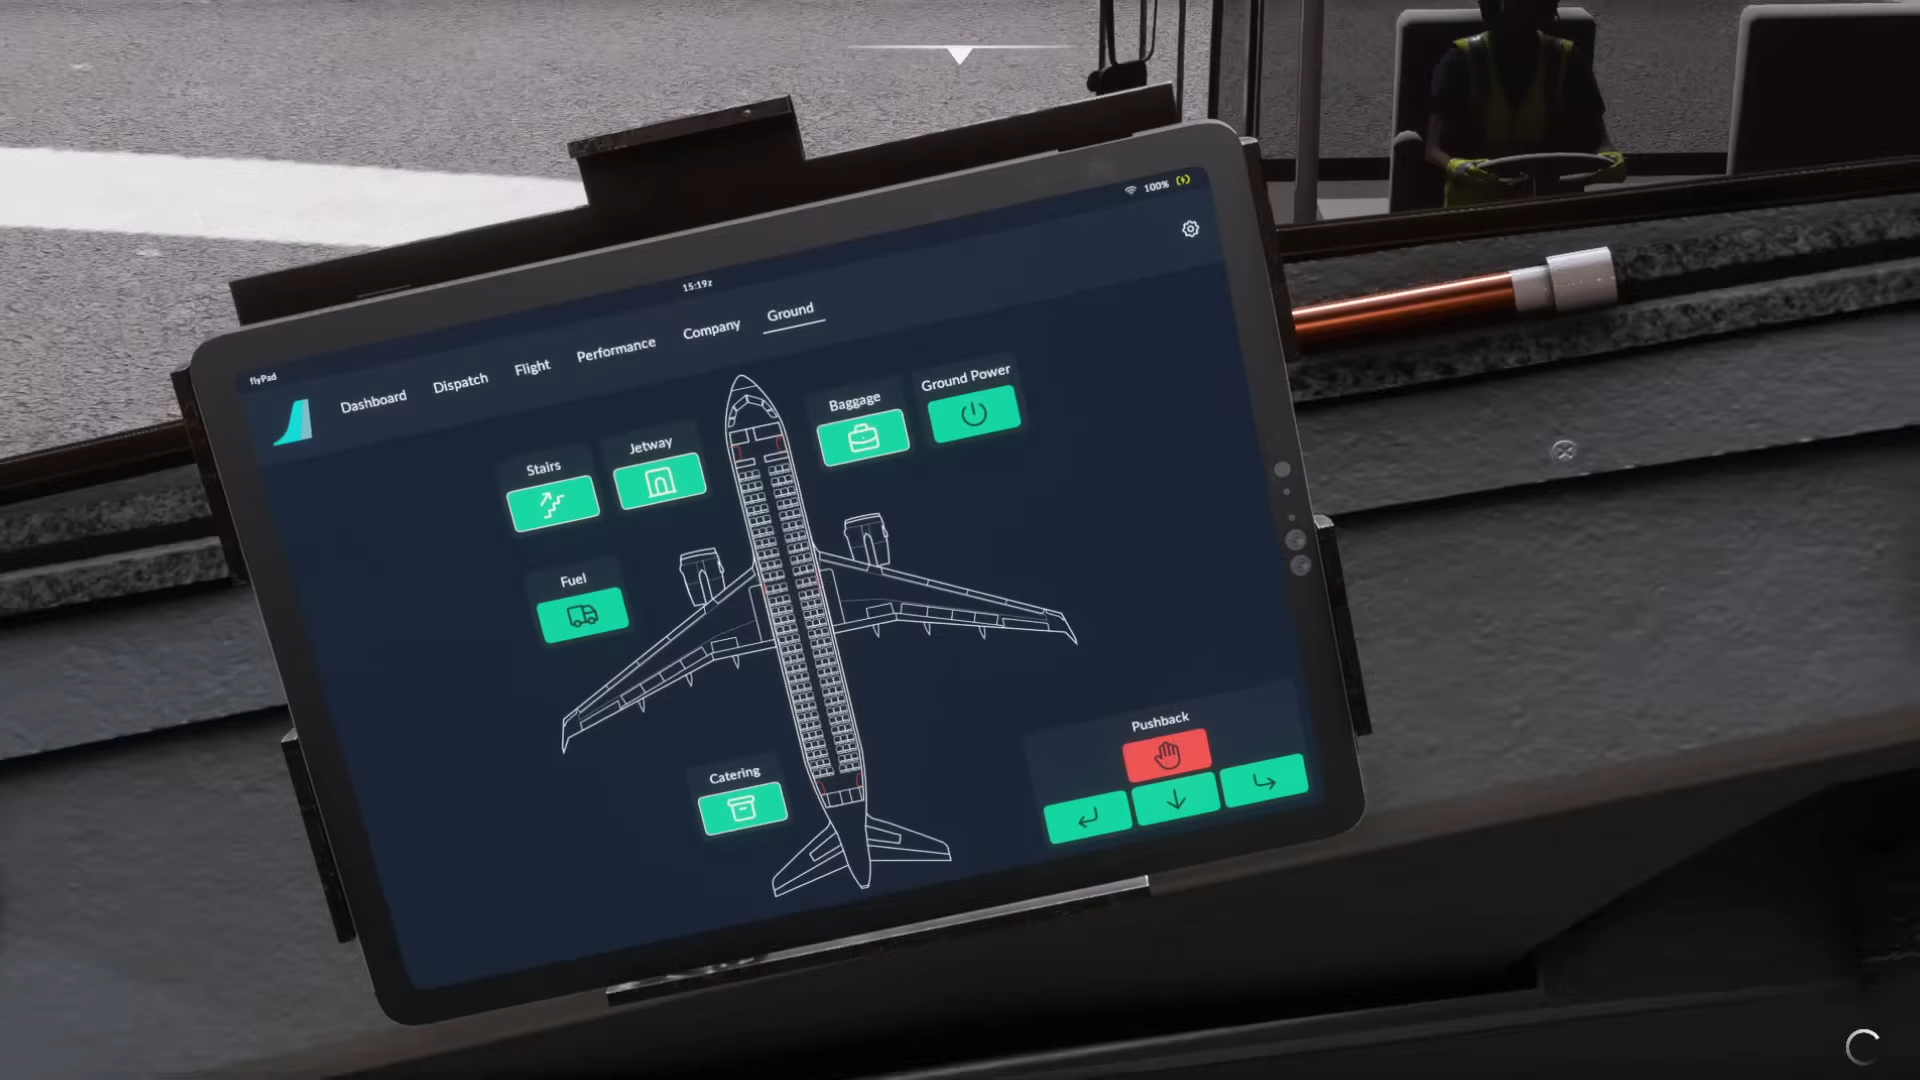 flyPad
15:19z
100%
Dashboard
Dispatch
Flight
Performance
Company
Ground
Stairs
Jetway
Baggage
Ground Power
Fuel
Catering
Pushback